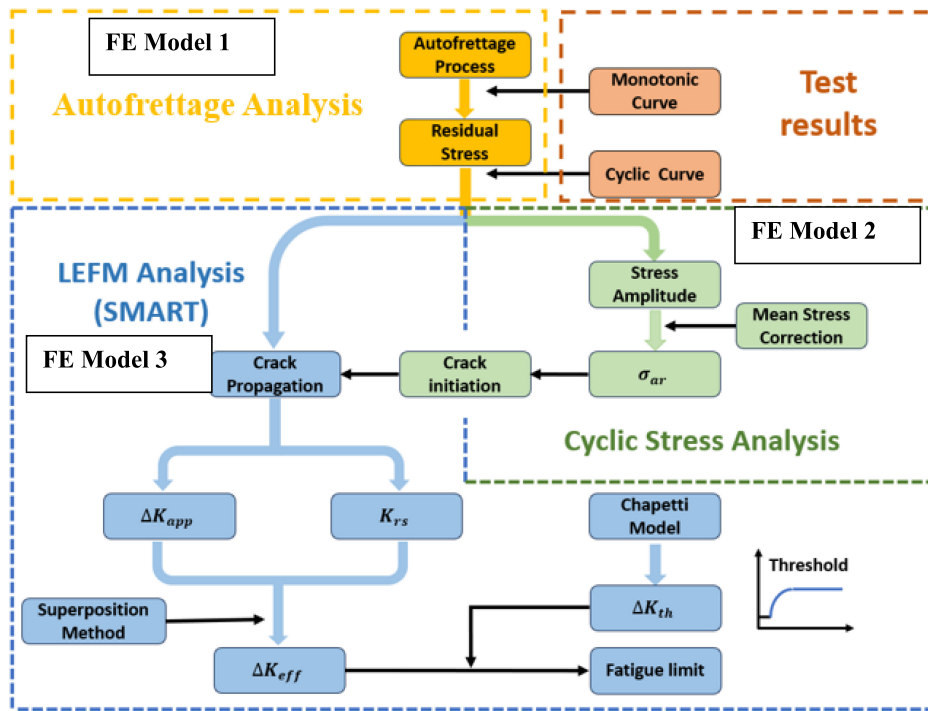 FE Model 1
Autofrettage Analysis
Autofrettage
Process
Residual
Stress
Monotonic
Curve
Cyclic Curve
Test
results
FE Model 2
LEFM Analysis
(SMART)
FE Model 3
Stress
Amplitude
Mean Stress
Correction
Crack
Propagation
Crack
initiation
σ_ar
Cyclic Stress Analysis
ΔK_app
K_rs
Chapetti
Model
Threshold
Superposition
Method
ΔK_th
ΔK_eff
Fatigue limit